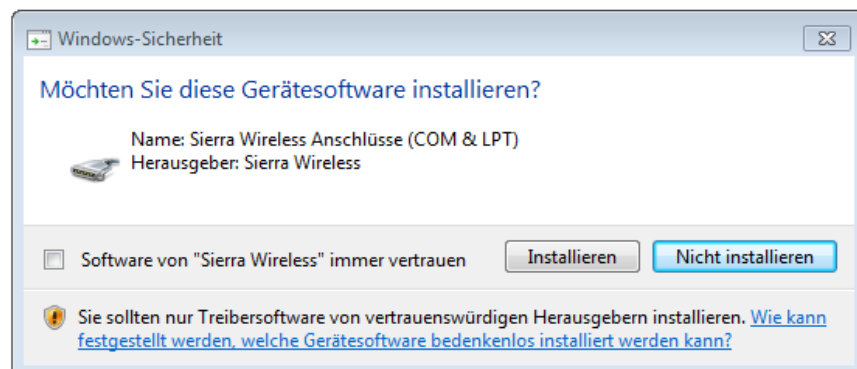 Windows-Sicherheit
Möchten Sie diese Gerätesoftware installieren?
Name: Sierra Wireless Anschlüsse (COM & LPT)
Herausgeber: Sierra Wireless
Software von "Sierra Wireless" immer vertrauen Installieren Nicht installieren
Sie sollten nur Treibersoftware von vertrauenswürdigen Herausgebern installieren. Wie kann
festgestellt werden, welche Gerätesoftware bedenkenlos installiert werden kann?